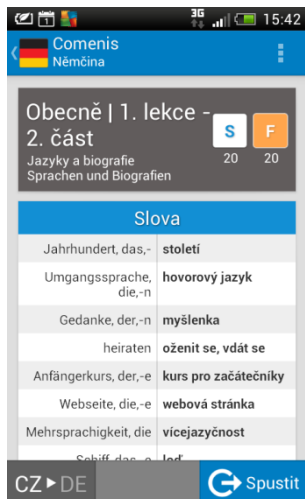 3G 15:42
Comenis
Němčina
Obecně | 1. lekce -
2. část
Jazyky a biografie
Sprachen und Biografien
S F
20 20
Slova
Jahrhundert, das,- století
Umgangssprache, hovorový jazyk
die,-n
Gedanke, der,-n myšlenka
heiraten oženit se, vdát se
Anfängerkurs, der,-e kurs pro začátečníky
Webseite, die,-e webová stránka
Mehrsprachigkeit, die vícejazyčnost
Schiff, das, -e loď
CZ ▸ DE Spustit